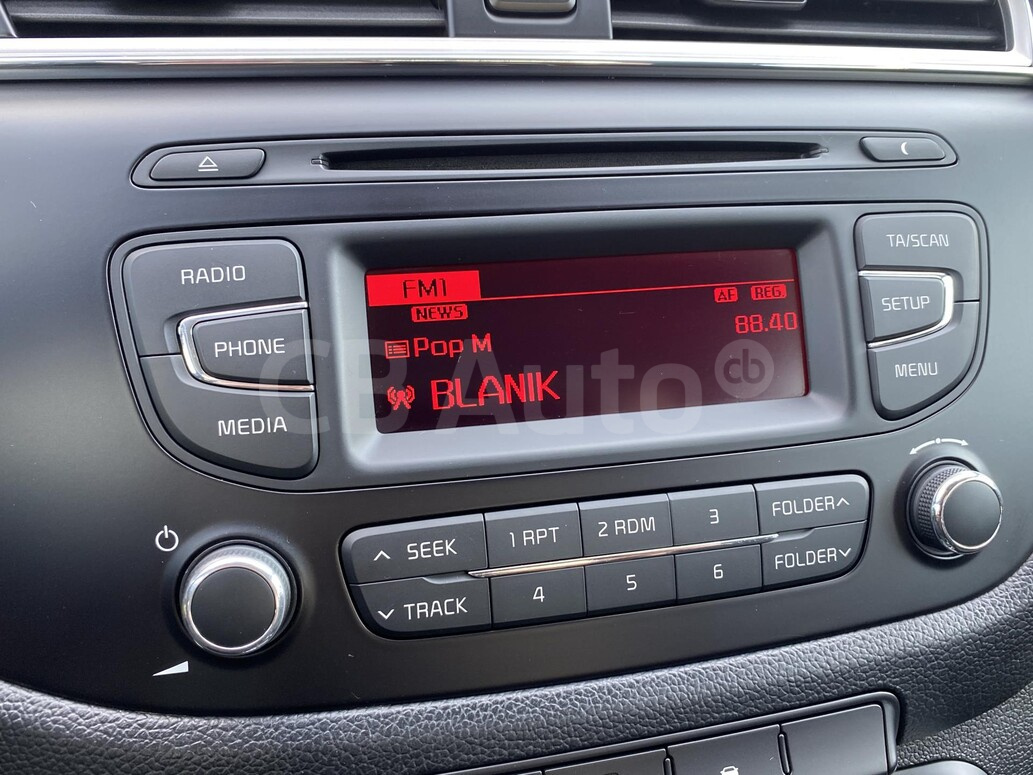 RADIO
PHONE
MEDIA
FM1
NEWS
AF REG
88.40
Pop M
BLANIK
TA/SCAN
SETUP
MENU
SEEK 1 RPT 2 RDM 3 FOLDER
TRACK 4 5 6 FOLDER
CB Auto cb